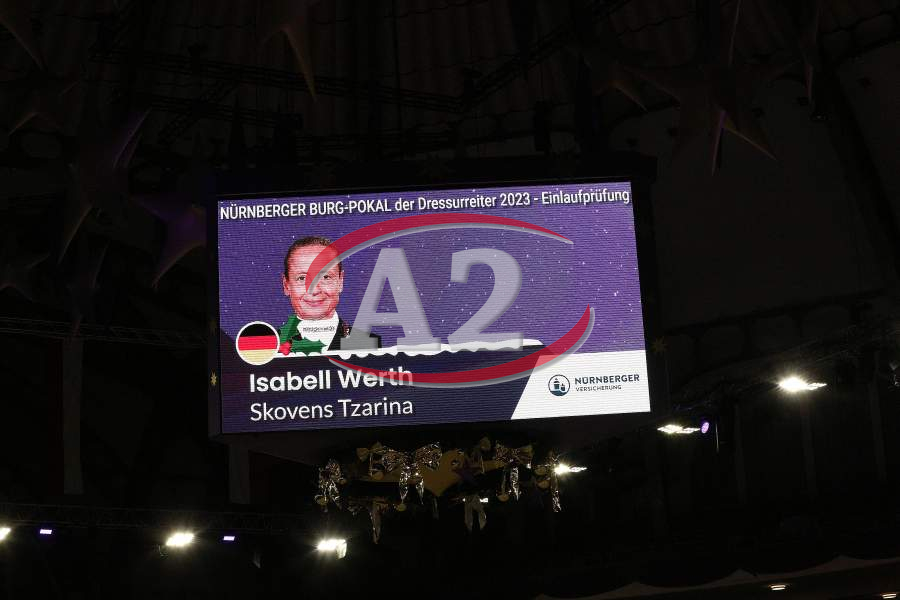 NÜRNBERGER BURG-POKAL der Dressurreiter 2023 - Einlaufprüfung
A2
Isabell Werth
Skovens Tzarina
NÜRNBERGER
VERSICHERUNG